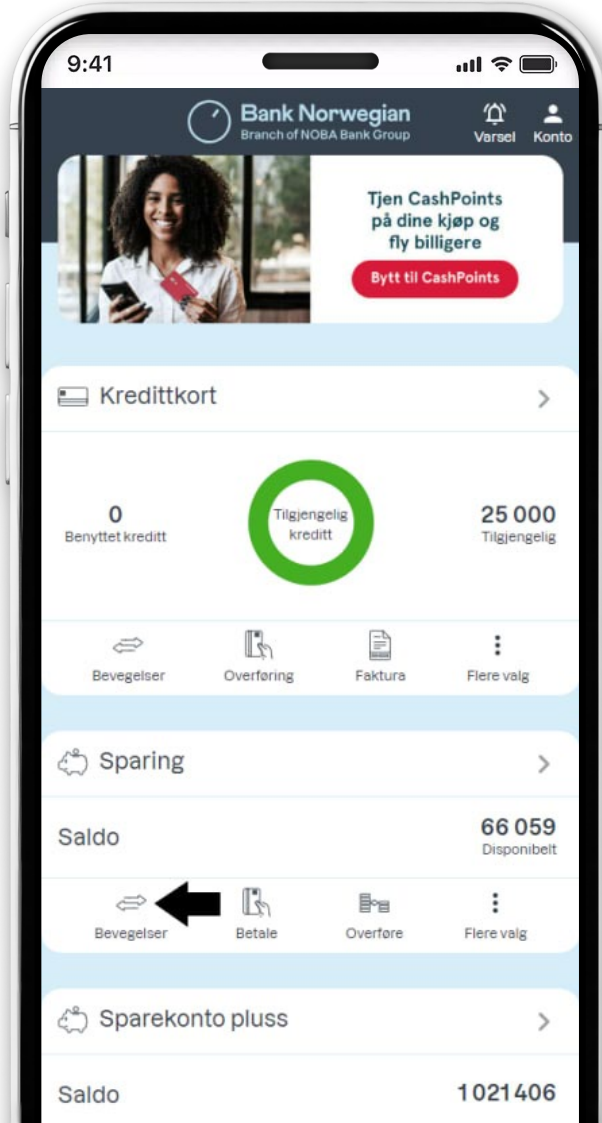 9:41
Bank Norwegian
Branch of NOBA Bank Group
Varsel
Konto
Tjen CashPoints
på dine kjøp og
fly billigere
Bytt til CashPoints
Kredittkort
0
Benyttet kreditt
Tilgjengelig
kreditt
25 000
Tilgjengelig
Bevegelser
Overføring
Faktura
Flere valg
Sparing
Saldo
66 059
Disponibelt
Bevegelser
Betale
Overføre
Flere valg
Sparekonto pluss
Saldo
1 021 406